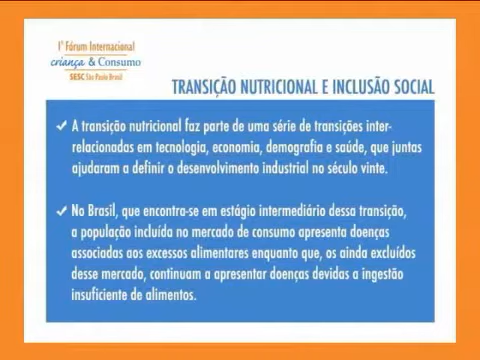 1º Fórum Internacional
criança & Consumo
SESC São Paulo Brasil
TRANSIÇÃO NUTRICIONAL E INCLUSÃO SOCIAL
✓ A transição nutricional faz parte de uma série de transições inter-
relacionadas em tecnologia, economia, demografia e saúde, que juntas
ajudaram a definir o desenvolvimento industrial no século vinte.
✓ No Brasil, que encontra-se em estágio intermediário dessa transição,
a população incluída no mercado de consumo apresenta doenças
associadas aos excessos alimentares enquanto que, os ainda excluídos
desse mercado, continuam a apresentar doenças devidas a ingestão
insuficiente de alimentos.